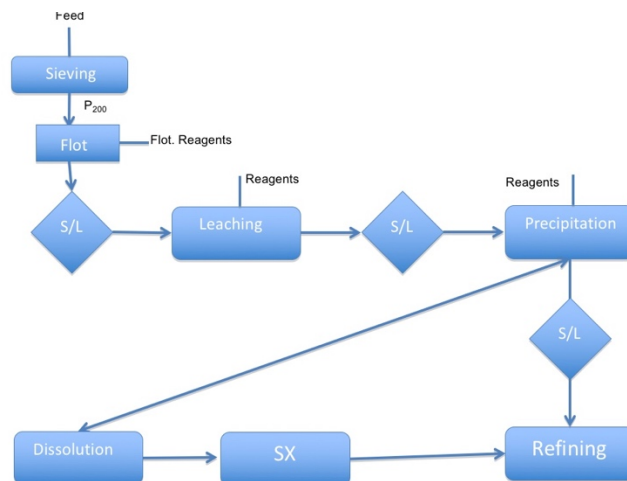 Feed
Sieving
P200
Flot
Flot. Reagents
S/L
Reagents
Leaching
S/L
Reagents
Precipitation
S/L
Dissolution
SX
Refining